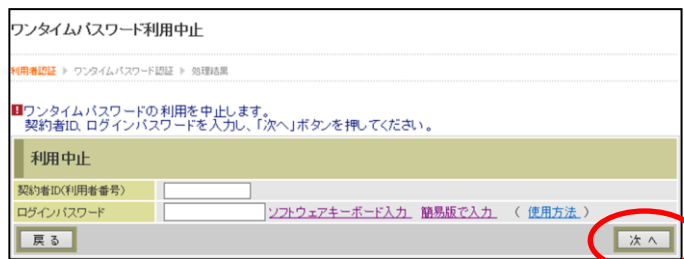 ワンタイムパスワード利用中止
利用者認証 ▶ ワンタイムパスワード認証 ▶ 処理結果
!ワンタイムパスワードの利用を中止します。
契約者ID、ログインパスワードを入力し、「次へ」ボタンを押してください。
利用中止
契約者ID(利用者番号)
ログインパスワード ソフトウェアキーボード入力 簡易版で入力 ( 使用方法 )
戻 る 次 へ